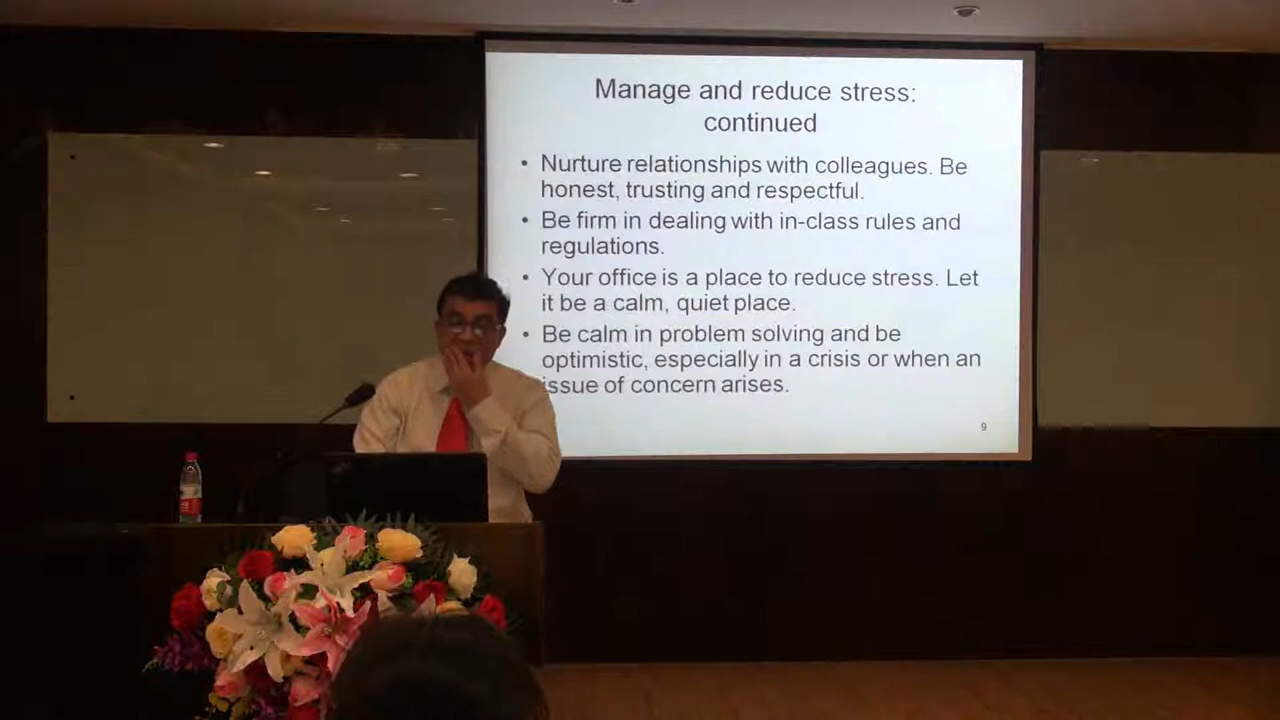 Manage and reduce stress:
continued
• Nurture relationships with colleagues. Be
honest, trusting and respectful.
• Be firm in dealing with in-class rules and
regulations.
• Your office is a place to reduce stress. Let
it be a calm, quiet place.
• Be calm in problem solving and be
optimistic, especially in a crisis or when an
issue of concern arises.
9